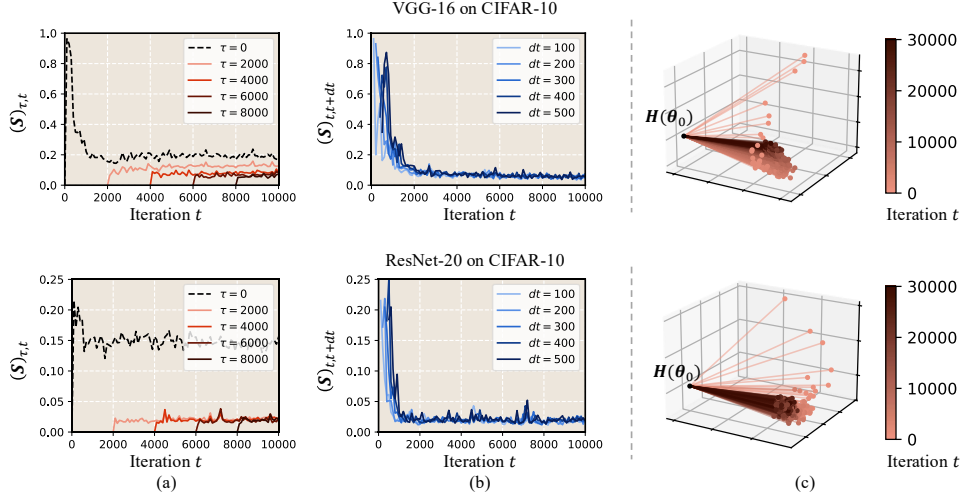 VGG-16 on CIFAR-10
(S)τ,t
1.0
0.8
0.6
0.4
0.2
0.0
0 2000 4000 6000 8000 10000
Iteration t
τ = 0
τ = 2000
τ = 4000
τ = 6000
τ = 8000
(S)t,t+dt
1.0
0.8
0.6
0.4
0.2
0.0
0 2000 4000 6000 8000 10000
Iteration t
dt = 100
dt = 200
dt = 300
dt = 400
dt = 500
H(θ0)
30000
20000
10000
0
Iteration t
ResNet-20 on CIFAR-10
(S)τ,t
0.25
0.20
0.15
0.10
0.05
0.00
0 2000 4000 6000 8000 10000
Iteration t
τ = 0
τ = 2000
τ = 4000
τ = 6000
τ = 8000
(S)t,t+dt
0.25
0.20
0.15
0.10
0.05
0.00
0 2000 4000 6000 8000 10000
Iteration t
dt = 100
dt = 200
dt = 300
dt = 400
dt = 500
H(θ0)
30000
20000
10000
0
Iteration t
(a) (b) (c)